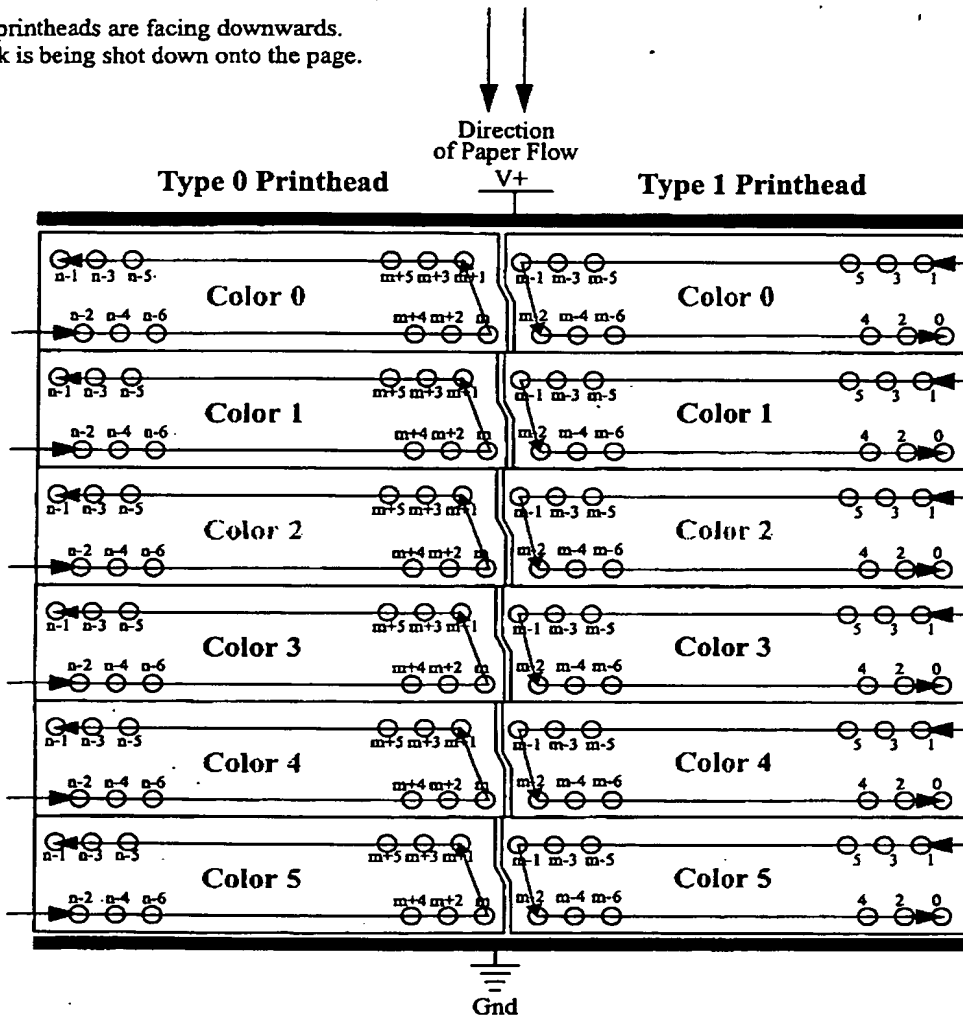 printheads are facing downwards.
k is being shot down onto the page.
Direction
of Paper Flow
V+
Type 0 Printhead
Type 1 Printhead
n-1 n-3 n-5
m+5 m+3 m+1
m-1 m-3 m-5
5 3 1
Color 0
Color 0
n-2 n-4 n-6
m+4 m+2 m
m-2 m-4 m-6
4 2 0
n-1 n-3 n-5
m+5 m+3 m+1
m-1 m-3 m-5
5 3 1
Color 1
Color 1
n-2 n-4 n-6
m+4 m+2 m
m-2 m-4 m-6
4 2 0
n-1 n-3 n-5
m+5 m+3 m+1
m-1 m-3 m-5
5 3 1
Color 2
Color 2
n-2 n-4 n-6
m+4 m+2 m
m-2 m-4 m-6
4 2 0
n-1 n-3 n-5
m+5 m+3 m+1
m-1 m-3 m-5
5 3 1
Color 3
Color 3
n-2 n-4 n-6
m+4 m+2 m
m-2 m-4 m-6
4 2 0
n-1 n-3 n-5
m+5 m+3 m+1
m-1 m-3 m-5
5 3 1
Color 4
Color 4
n-2 n-4 n-6
m+4 m+2 m
m-2 m-4 m-6
4 2 0
n-1 n-3 n-5
m+5 m+3 m+1
m-1 m-3 m-5
5 3 1
Color 5
Color 5
n-2 n-4 n-6
m+4 m+2 m
m-2 m-4 m-6
4 2 0
Gnd